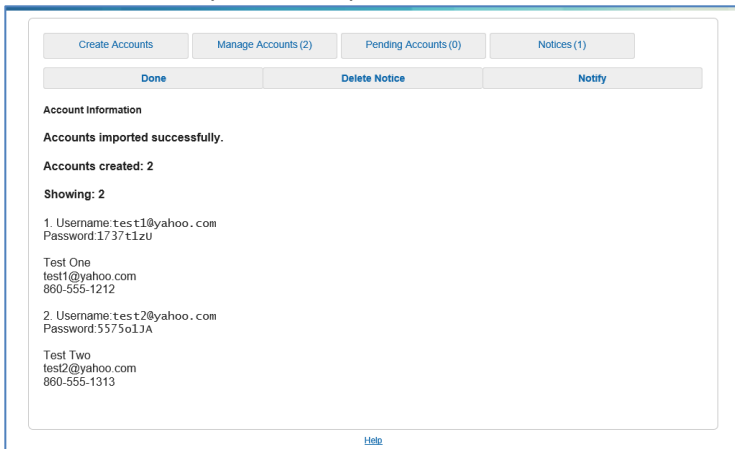 Create Accounts Manage Accounts (2) Pending Accounts (0) Notices (1)
Done Delete Notice Notify
Account Information
Accounts imported successfully.
Accounts created: 2
Showing: 2
1. Username:test1@yahoo.com
Password:1737tlzU
Test One
test1@yahoo.com
860-555-1212
2. Username:test2@yahoo.com
Password:5575olJA
Test Two
test2@yahoo.com
860-555-1313
Help